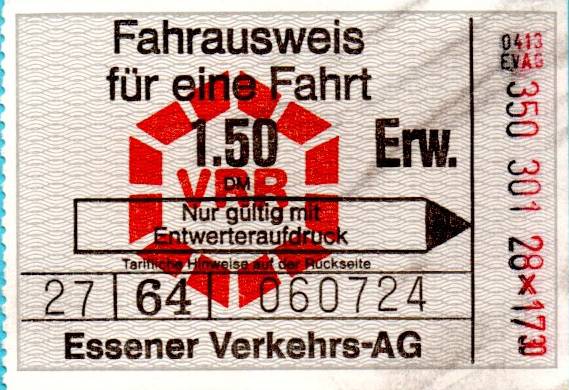 Fahrausweis
für eine Fahrt
1.50 Erw.
DM
VRR
Nur gültig mit
Entwerteraufdruck
Tarifliche Hinweise auf der Rückseite
27 64 060724
Essener Verkehrs-AG
0413
EVAG
350 301 28×1730